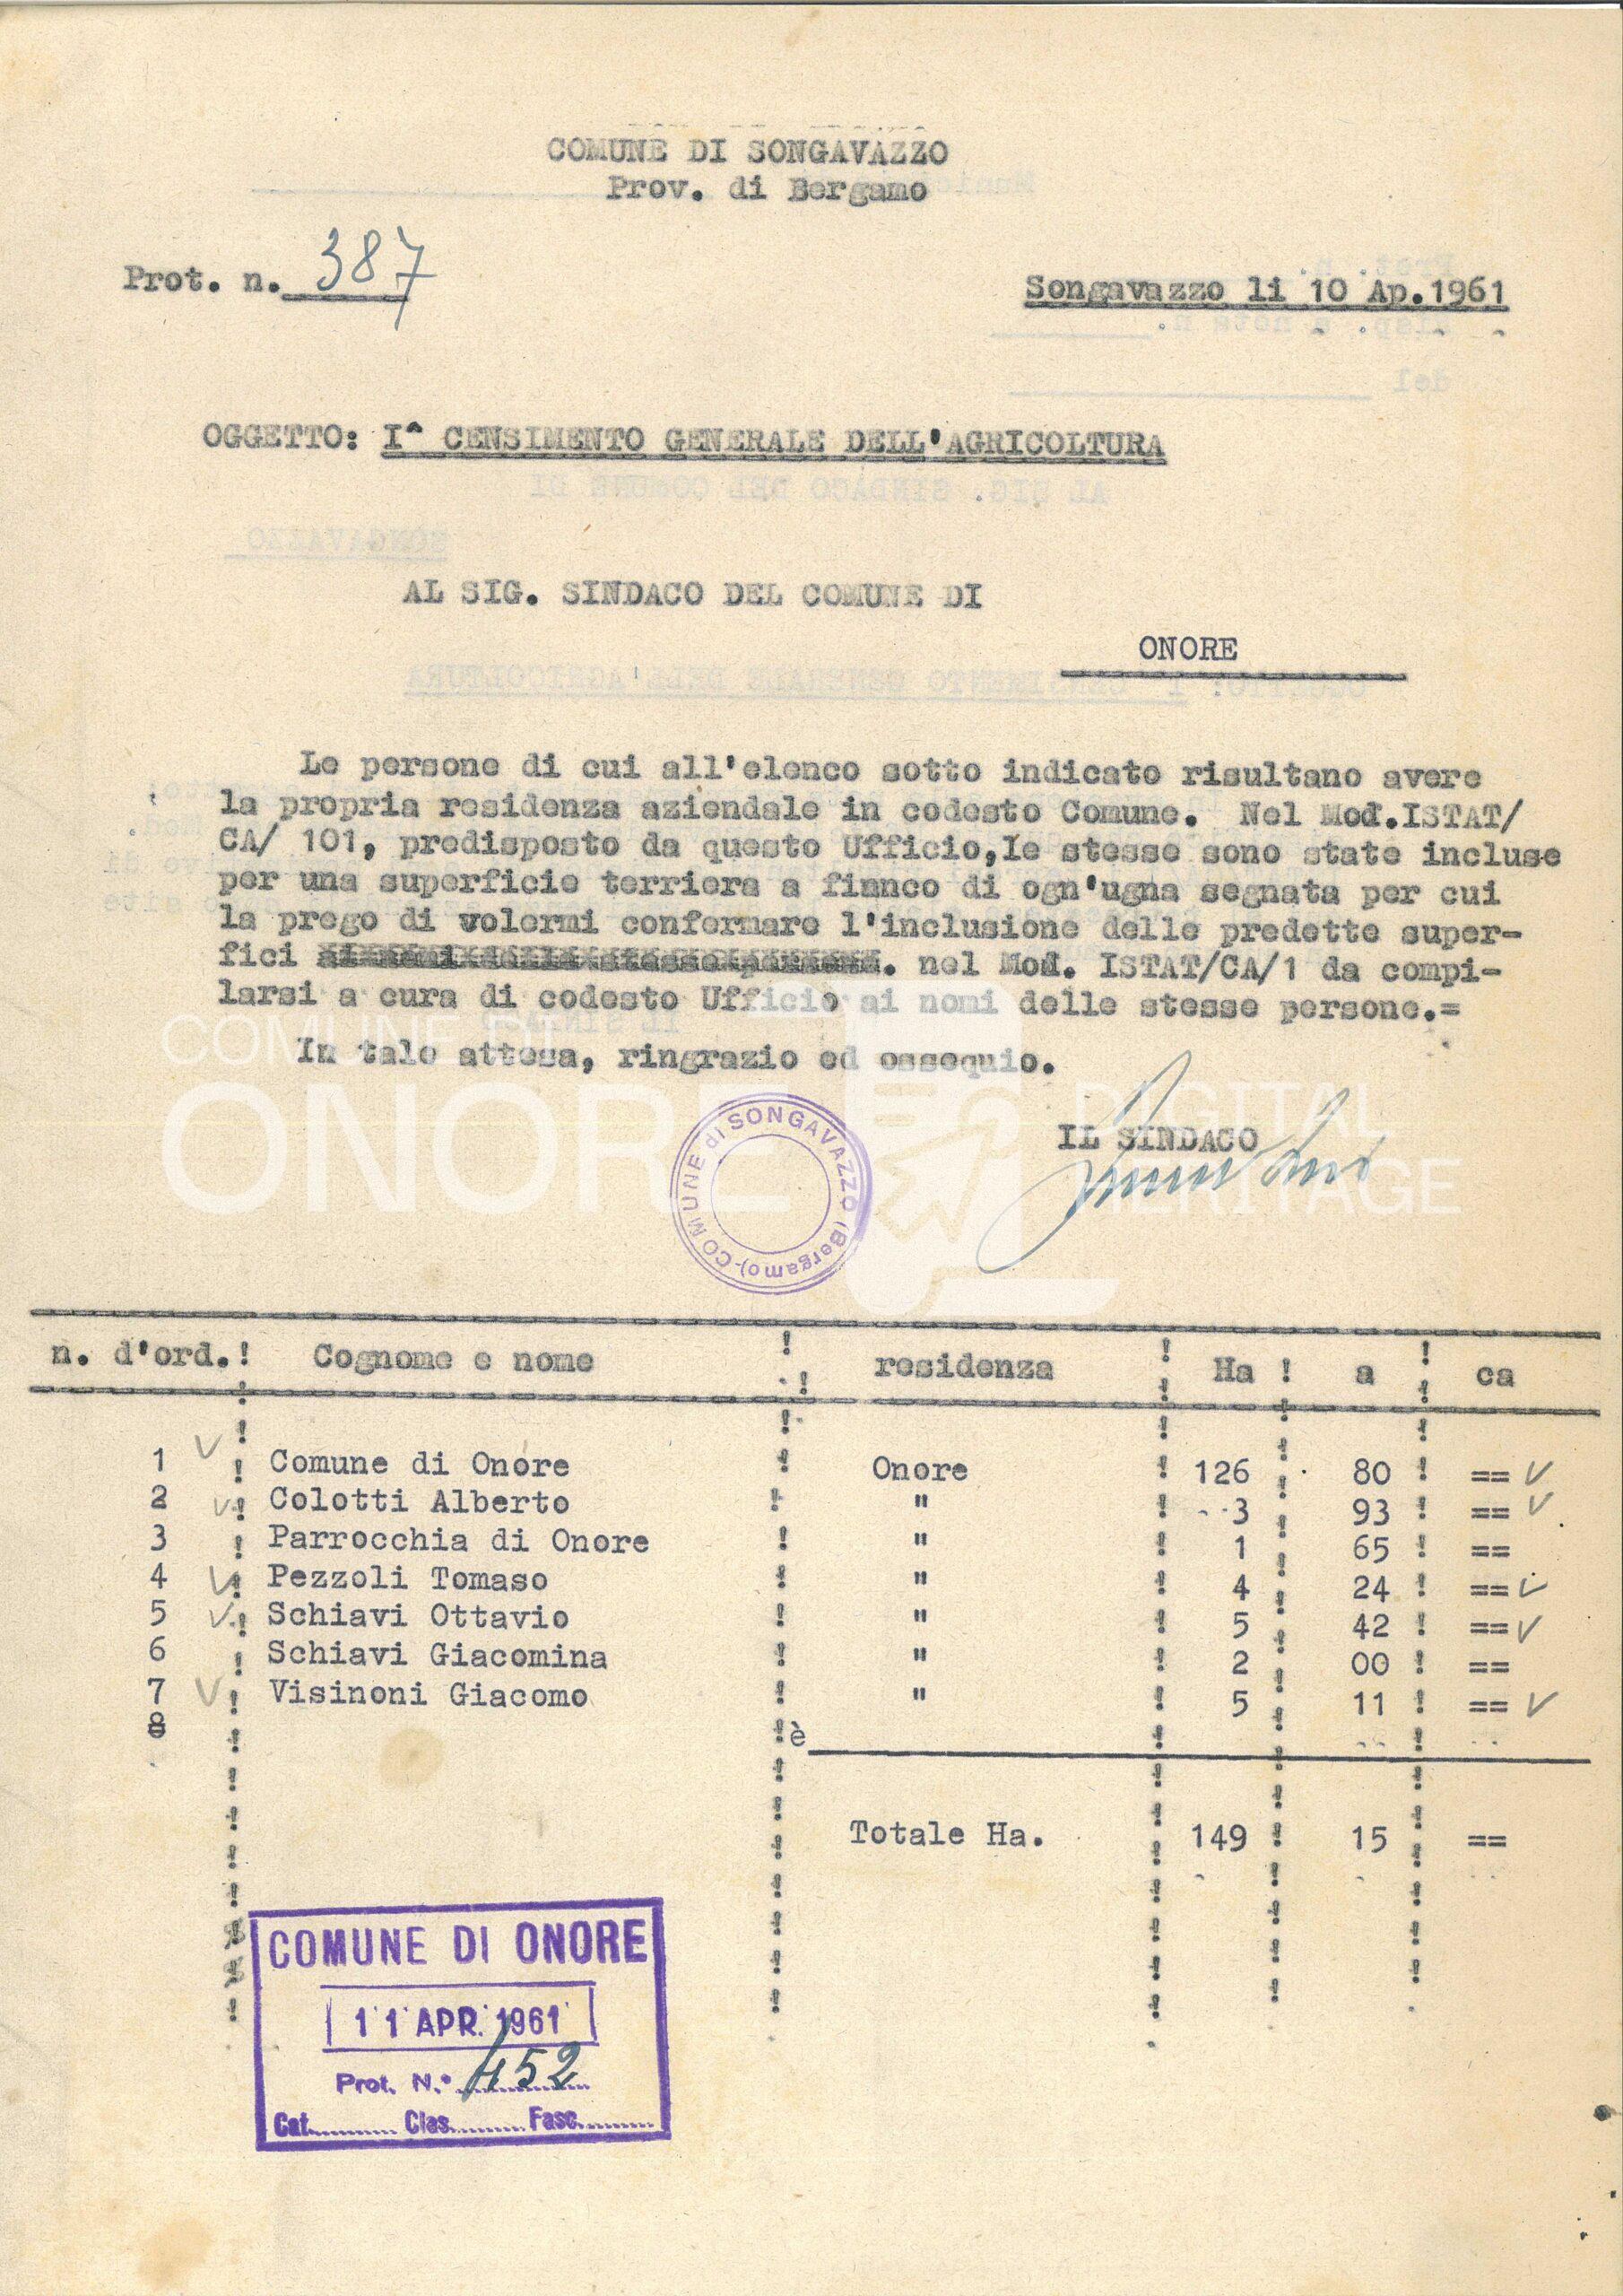 COMUNE DI SONGAVAZZO
Prov. di Bergamo
Prot. n. 387
Songavazzo li 10 Ap.1961
OGGETTO: I^ CENSIMENTO GENERALE DELL'AGRICOLTURA
AL SIG. SINDACO DEL COMUNE DI
ONORE
Le persone di cui all'elenco sotto indicato risultano avere
la propria residenza aziendale in codesto Comune. Nel Mod.ISTAT/
CA/ 101, predisposto da questo Ufficio,le stesse sono state incluse
per una superficie terriera a fianco di ogn'ugna segnata per cui
la prego di volermi confermare l'inclusione delle predette super-
fici . nel Mod. ISTAT/CA/1 da compi-
larsi a cura di codesto Ufficio ai nomi delle stesse persone.=
In tale attesa, ringrazio ed ossequio.
COMUNE DI
ONORE
DIGITAL
HERITAGE
COMUNE di SONGAVAZZO (Bergamo)-
IL SINDACO
n. d'ord.! Cognome e nome ! residenza ! Ha ! a ! ca
1 ! Comune di Onore ! Onore ! 126 ! 80 ! ==
2 ! Colotti Alberto ! " ! 3 ! 93 ! ==
3 ! Parrocchia di Onore ! " ! 1 ! 65 ! ==
4 ! Pezzoli Tomaso ! " ! 4 ! 24 ! ==
5 ! Schiavi Ottavio ! " ! 5 ! 42 ! ==
6 ! Schiavi Giacomina ! " ! 2 ! 00 ! ==
7 ! Visinoni Giacomo ! " ! 5 ! 11 ! ==
8 ! ! è
Totale Ha. ! 149 ! 15 ! ==
COMUNE DI ONORE
11 APR. 1961
Prot. N.° 452
Cat.......... Clas.......... Fasc..........